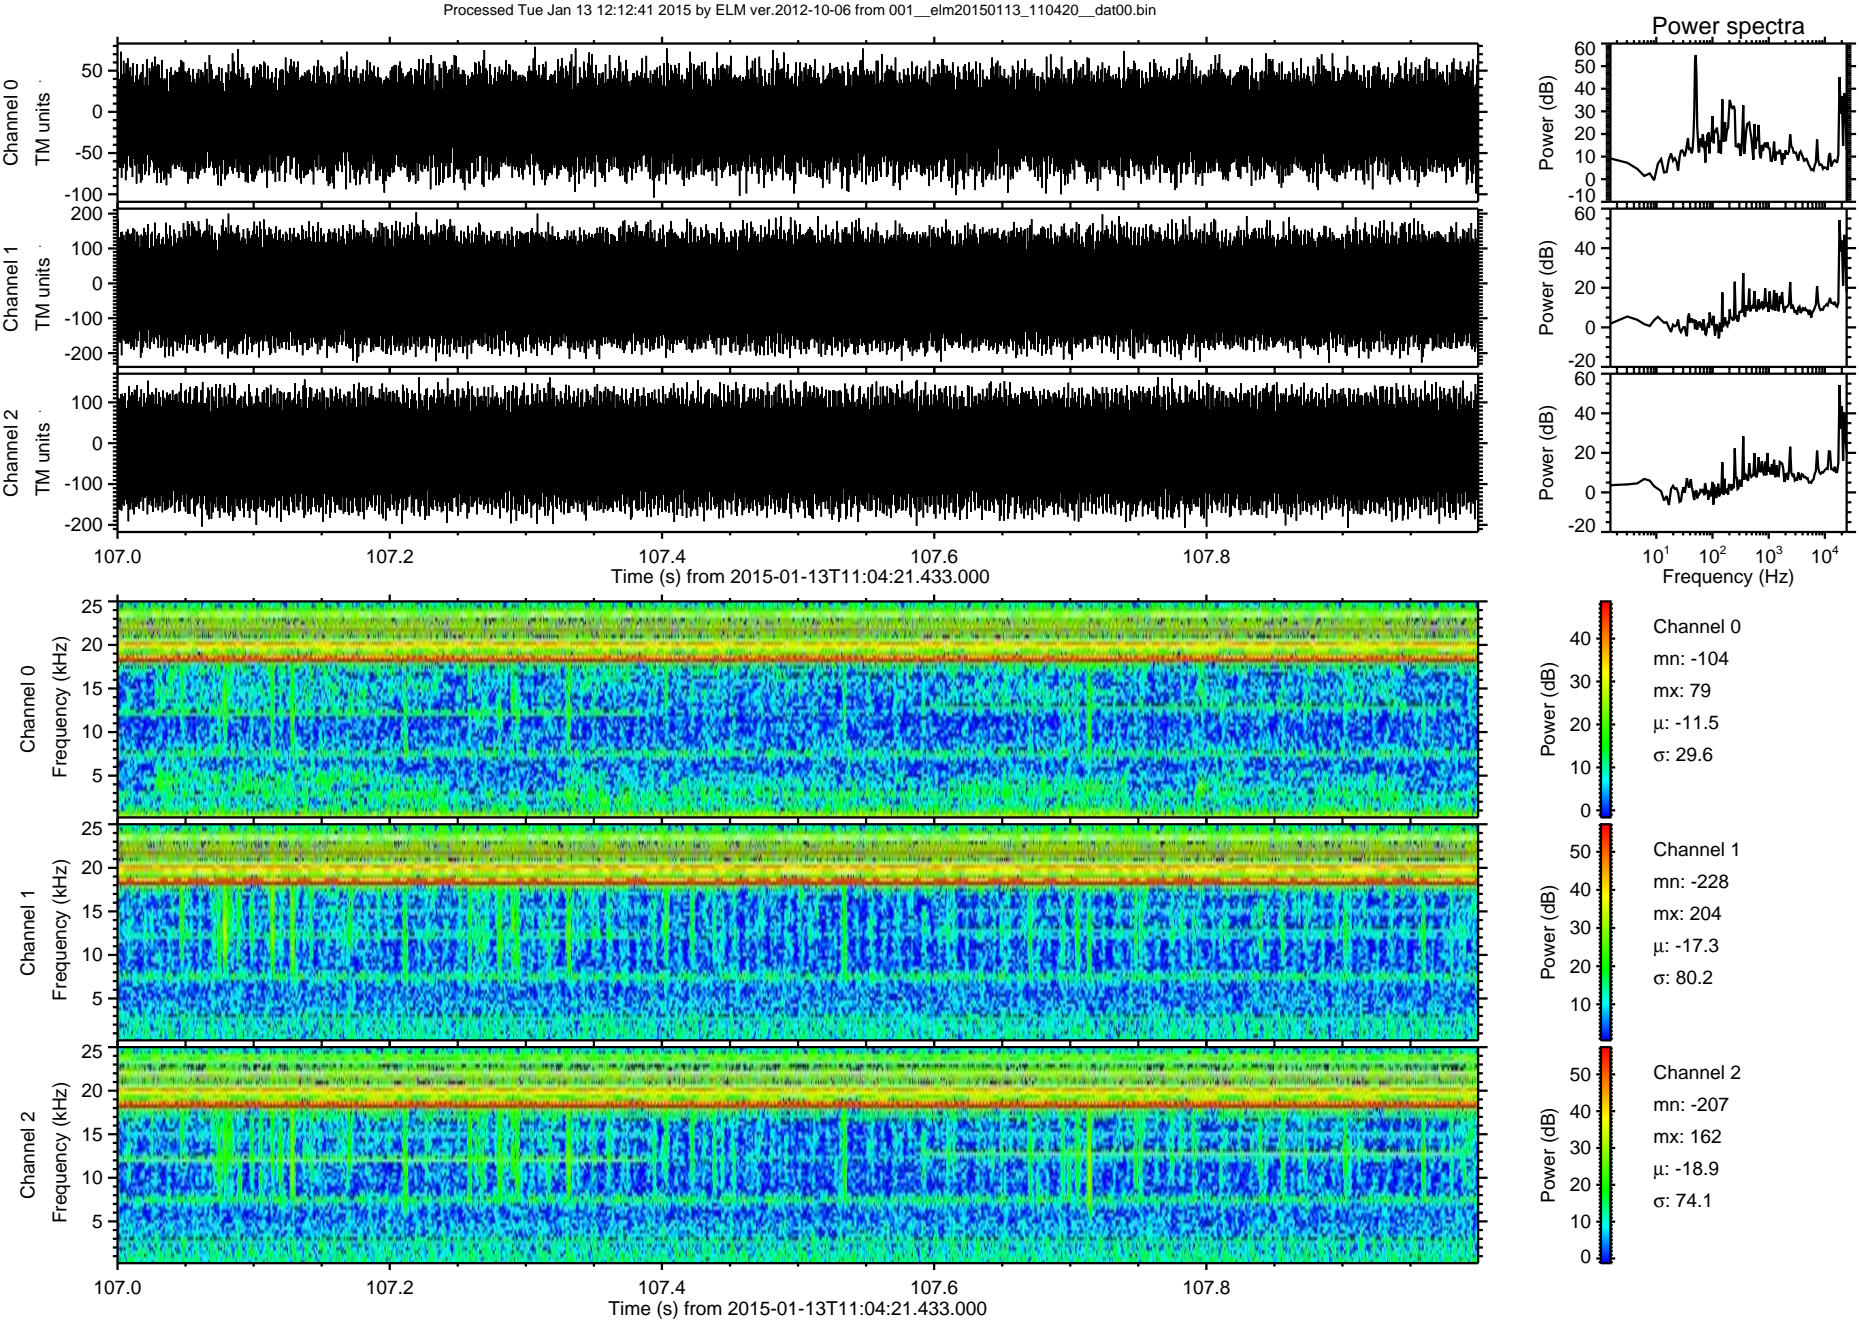 Processed Tue Jan 13 12:12:41 2015 by ELM ver.2012-10-06 from 001__elm20150113_110420__dat00.bin
Power spectra
Channel 0
TM units
50
0
-50
-100
Power (dB)
60
50
40
30
20
10
0
-10
Channel 1
TM units
200
100
0
-100
-200
Power (dB)
60
40
20
0
-20
Channel 2
TM units
100
0
-100
-200
Power (dB)
60
40
20
0
-20
107.0 107.2 107.4 107.6 107.8
Time (s) from 2015-01-13T11:04:21.433.000
10¹ 10² 10³ 10⁴
Frequency (Hz)
Channel 0
Frequency (kHz)
25
20
15
10
5
Power (dB)
40
30
20
10
0
Channel 0
mn: -104
mx: 79
µ: -11.5
σ: 29.6
Channel 1
Frequency (kHz)
25
20
15
10
5
Power (dB)
50
40
30
20
10
Channel 1
mn: -228
mx: 204
µ: -17.3
σ: 80.2
Channel 2
Frequency (kHz)
25
20
15
10
5
Power (dB)
50
40
30
20
10
0
Channel 2
mn: -207
mx: 162
µ: -18.9
σ: 74.1
107.0 107.2 107.4 107.6 107.8
Time (s) from 2015-01-13T11:04:21.433.000